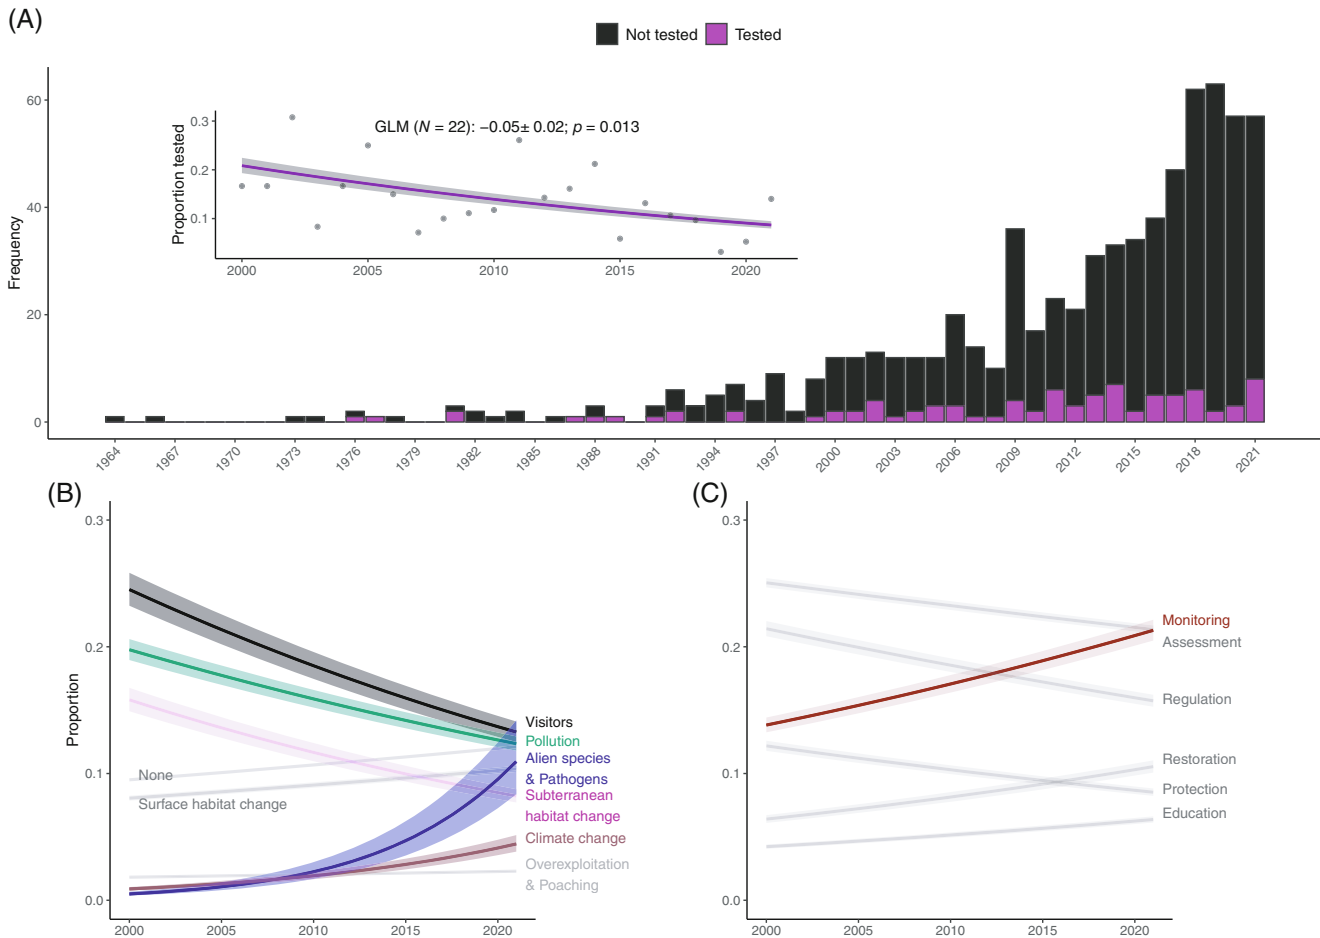 (A)
Not tested
Tested
Frequency
60
40
20
0
Proportion tested
0.3
0.2
0.1
GLM (N = 22): −0.05± 0.02; p = 0.013
2000
2005
2010
2015
2020
1964
1967
1970
1973
1976
1979
1982
1985
1988
1991
1994
1997
2000
2003
2006
2009
2012
2015
2018
2021
(B)
Proportion
0.3
0.2
0.1
0.0
None
Surface habitat change
Visitors
Pollution
Alien species
& Pathogens
Subterranean
habitat change
Climate change
Overexploitation
& Poaching
2000
2005
2010
2015
2020
(C)
0.3
0.2
0.1
0.0
Monitoring
Assessment
Regulation
Restoration
Protection
Education
2000
2005
2010
2015
2020